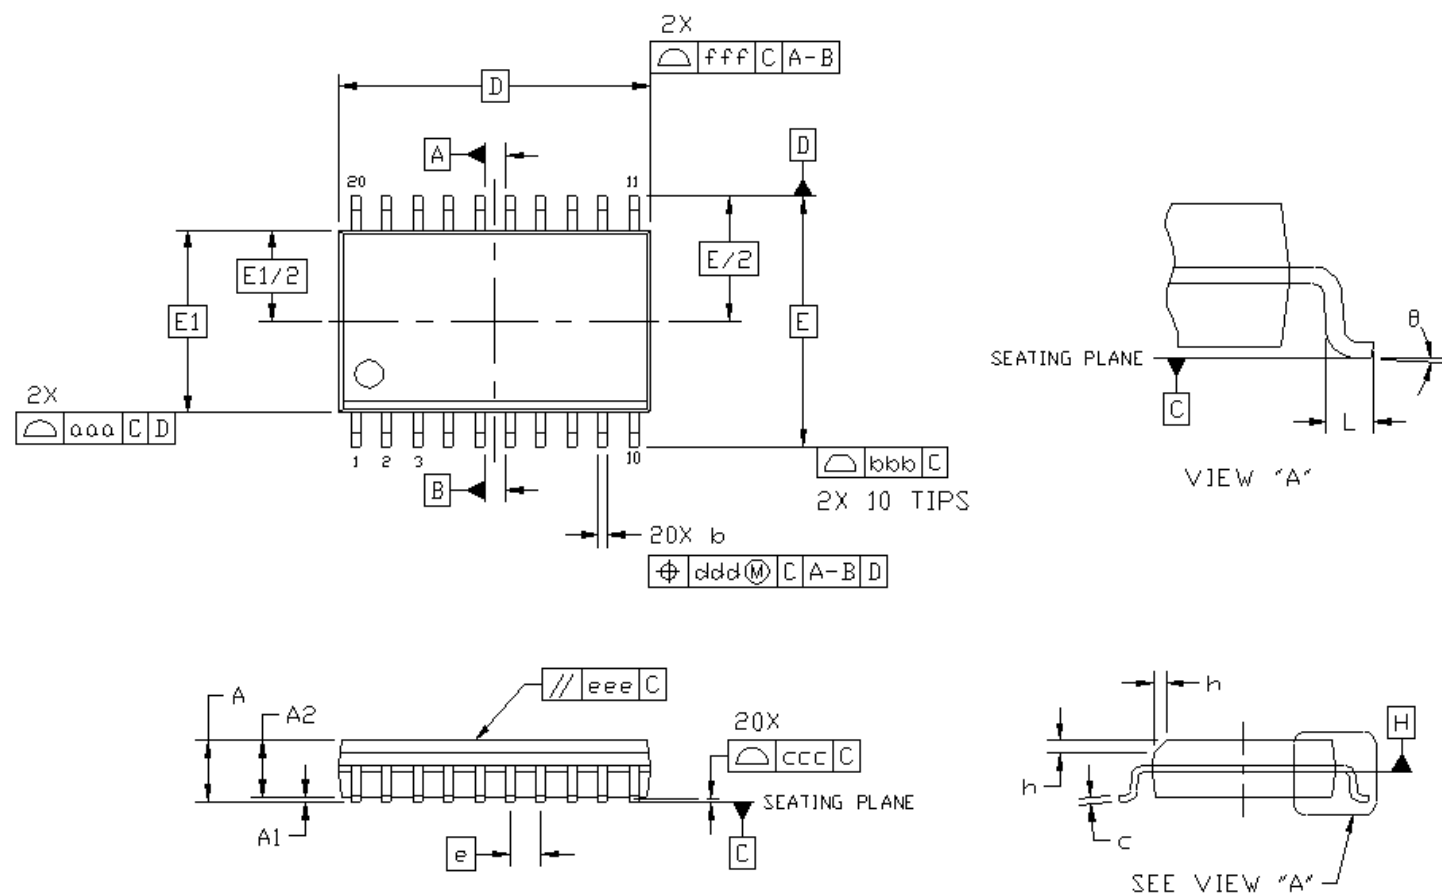 2X
fff C A-B
D
A
D
20 11
E1/2
E/2
E1
E
2X
aaa C D
1 2 3 10
B
bbb C
2X 10 TIPS
20X b
ddd Ⓜ C A-B D
θ
SEATING PLANE
C
L
VIEW "A"
// eee C
A
A2
20X
ccc C
SEATING PLANE
A1
e
C
h
H
h
c
SEE VIEW "A"